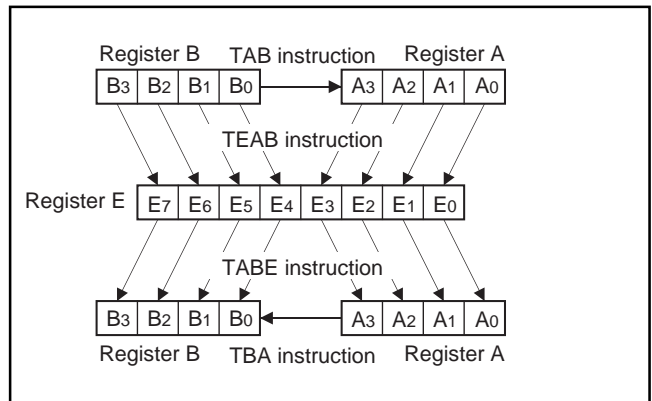 Register B TAB instruction Register A
B3 B2 B1 B0 A3 A2 A1 A0
TEAB instruction
Register E E7 E6 E5 E4 E3 E2 E1 E0
TABE instruction
B3 B2 B1 B0 A3 A2 A1 A0
Register B TBA instruction Register A